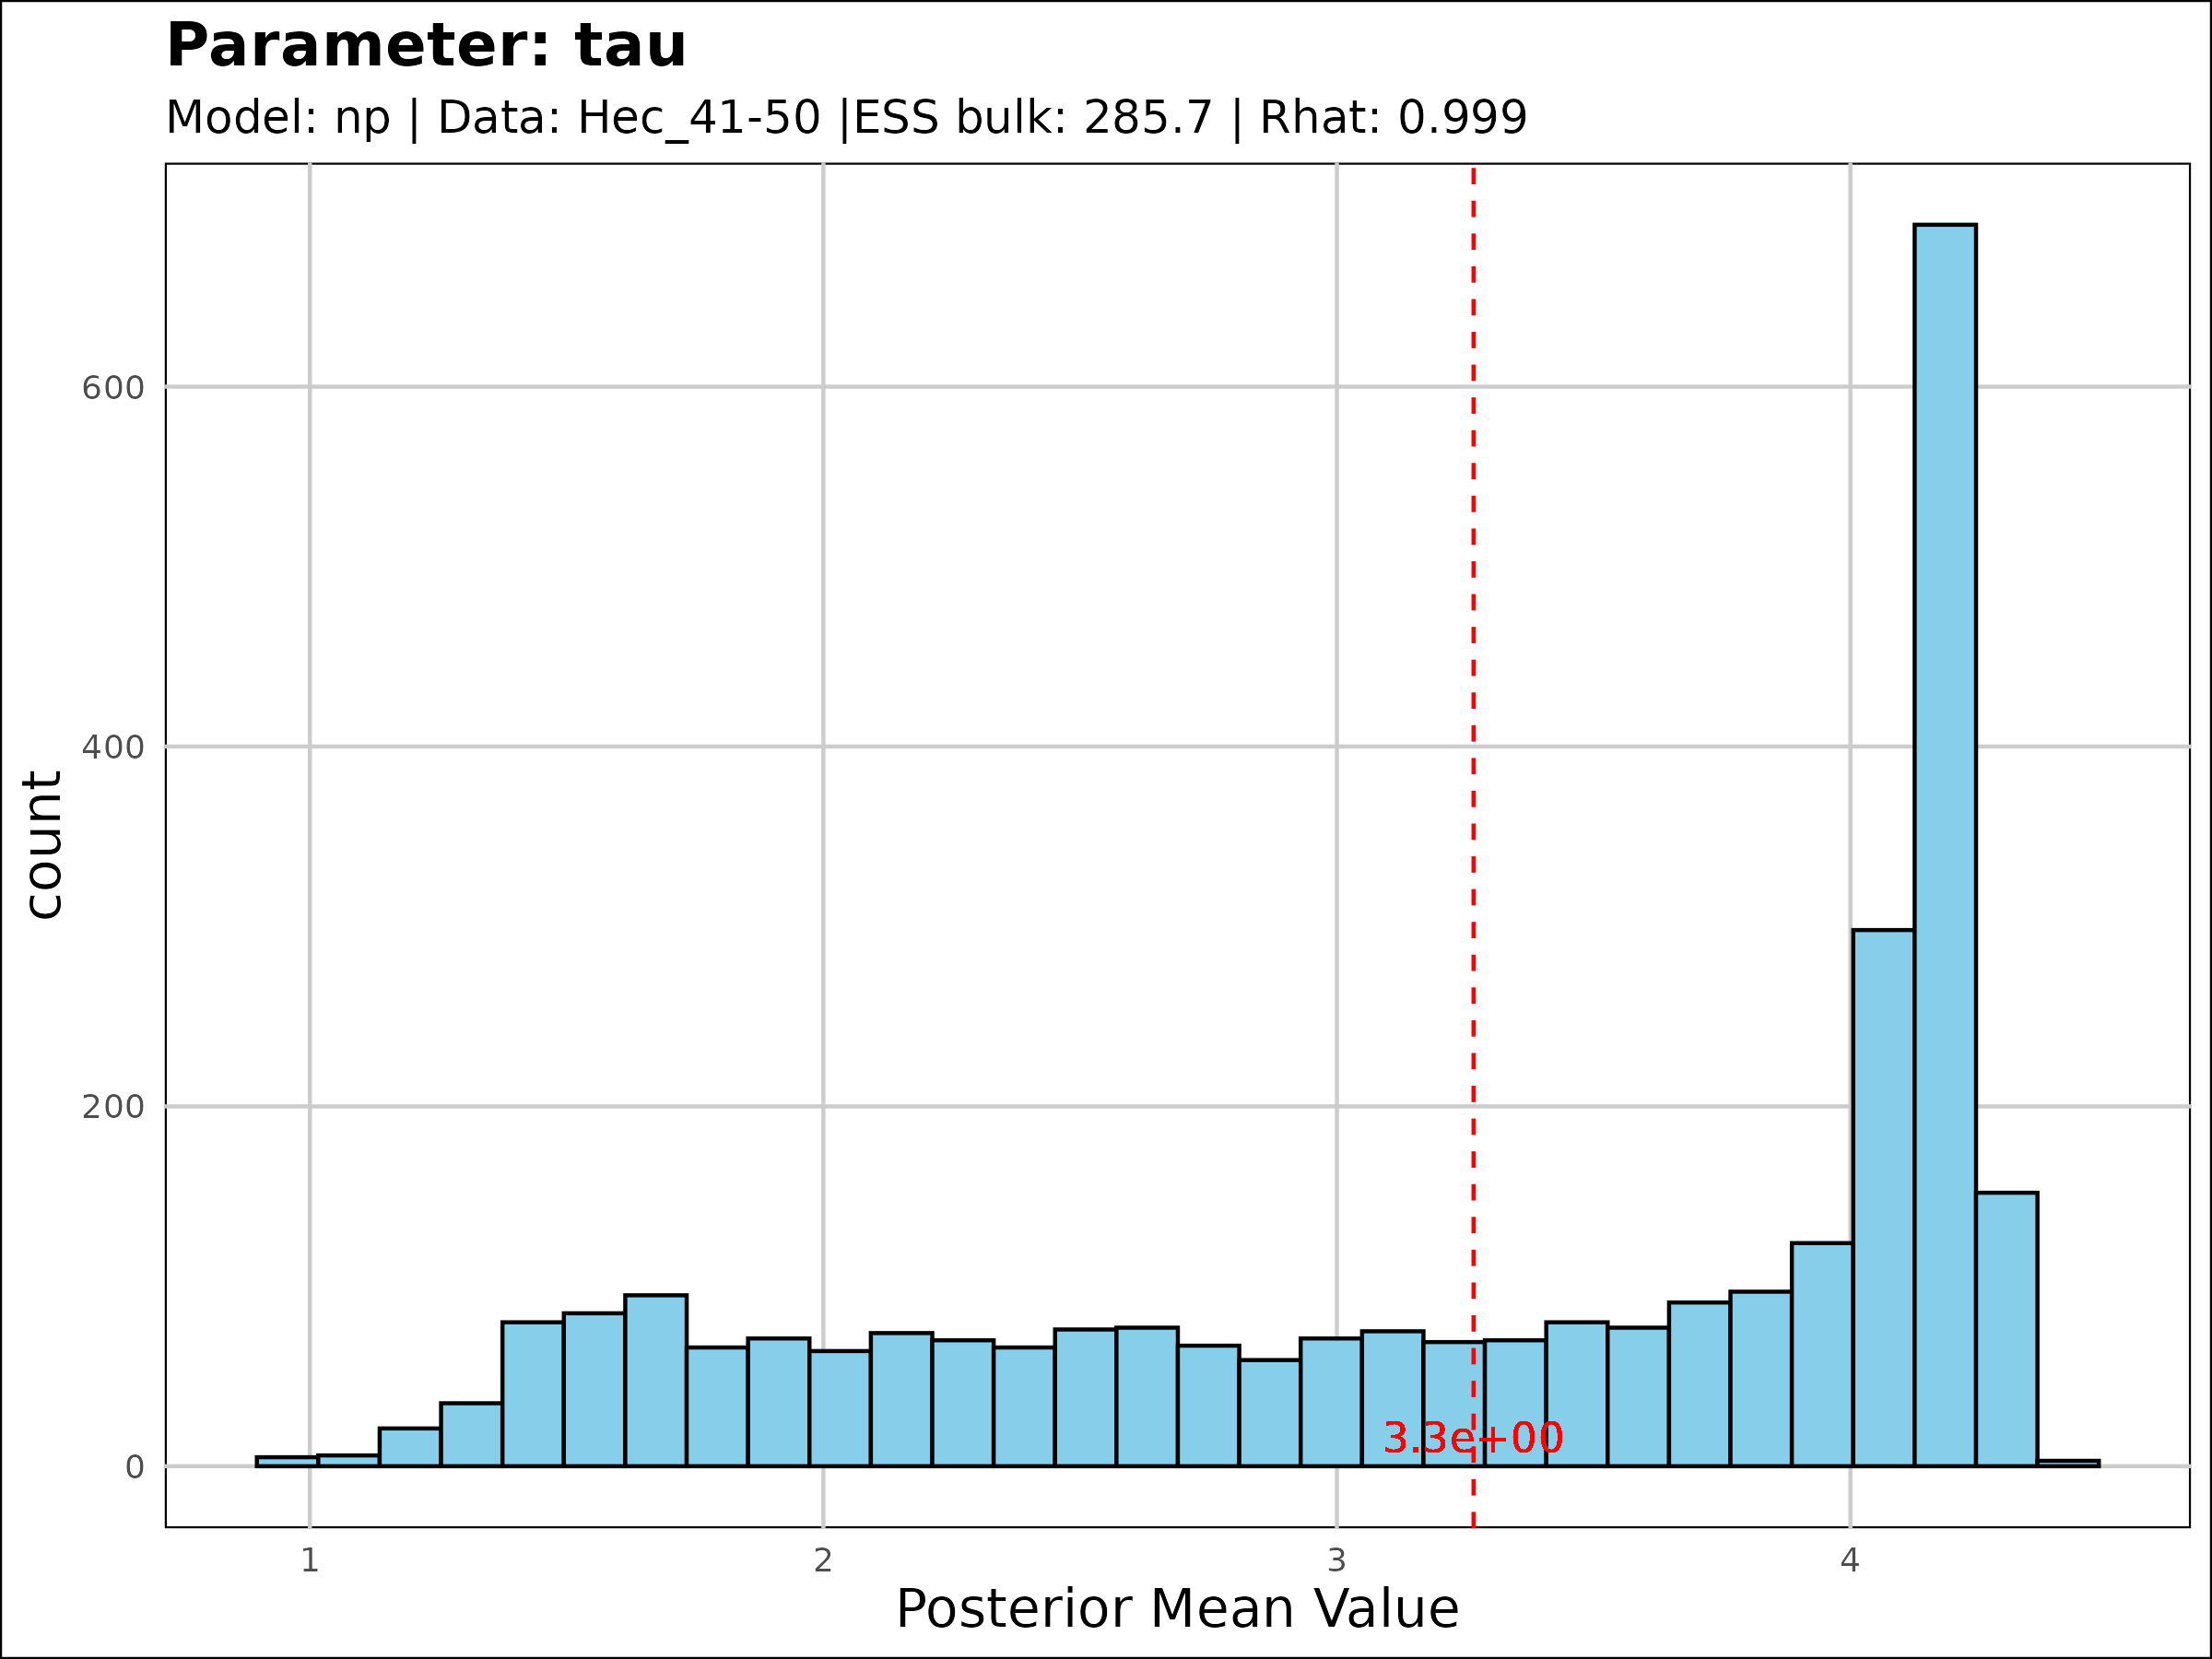 Parameter: tau
Model: np | Data: Hec_41-50 |ESS bulk: 285.7 | Rhat: 0.999
600
400
200
0
count
3.3e+00
1 2 3 4
Posterior Mean Value